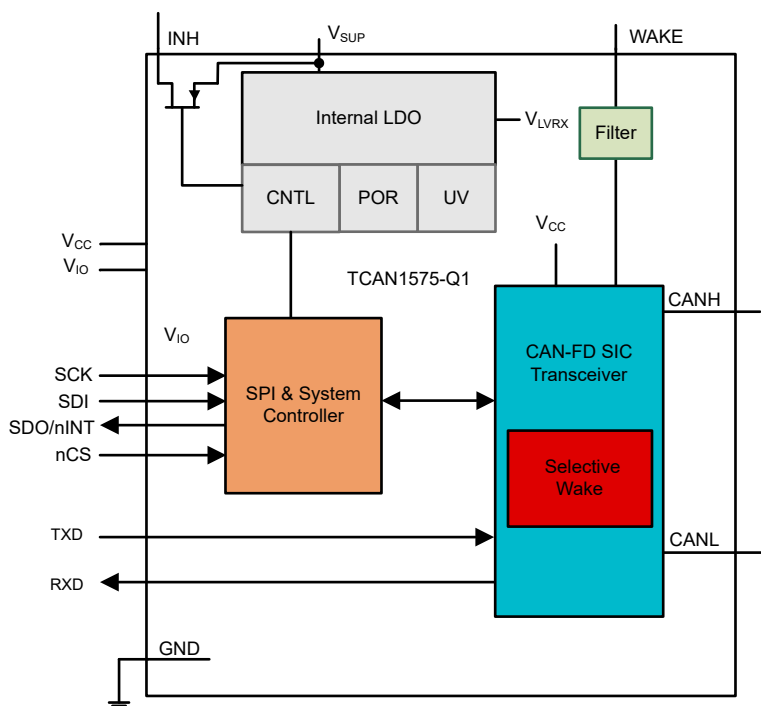 INH
VSUP
WAKE
Internal LDO
VLVRX
Filter
CNTL
POR
UV
VCC
VIO
VCC
TCAN1575-Q1
CANH
VIO
SCK
SDI
SDO/nINT
nCS
SPI & System
Controller
CAN-FD SIC
Transceiver
Selective
Wake
TXD
CANL
RXD
GND